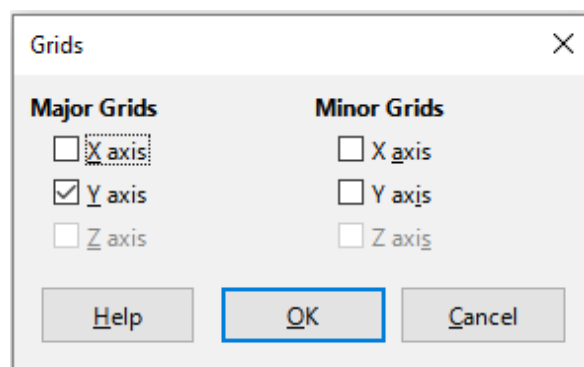 Grids
Major Grids
Minor Grids
X axis
X axis
Y axis
Y axis
Z axis
Z axis
Help
OK
Cancel